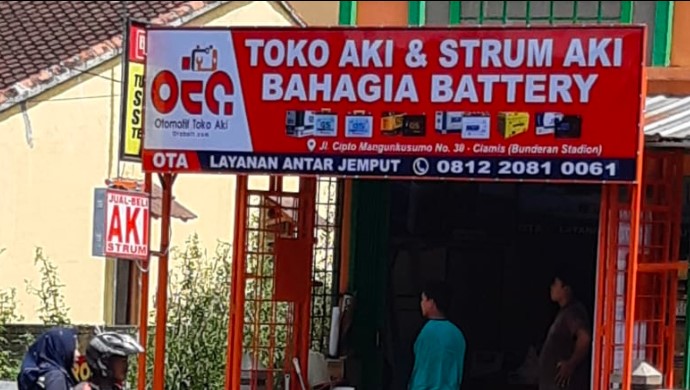 TOKO AKI & STRUM AKI
BAHAGIA BATTERY
OTA
Otomotif Toko Aki
Jl. Cipto Mangunkusumo No. 30 - Ciamis (Bunderan Stadion)
OTA LAYANAN ANTAR JEMPUT 0812 2081 0061
JUAL-BELI
AKI
STRUM